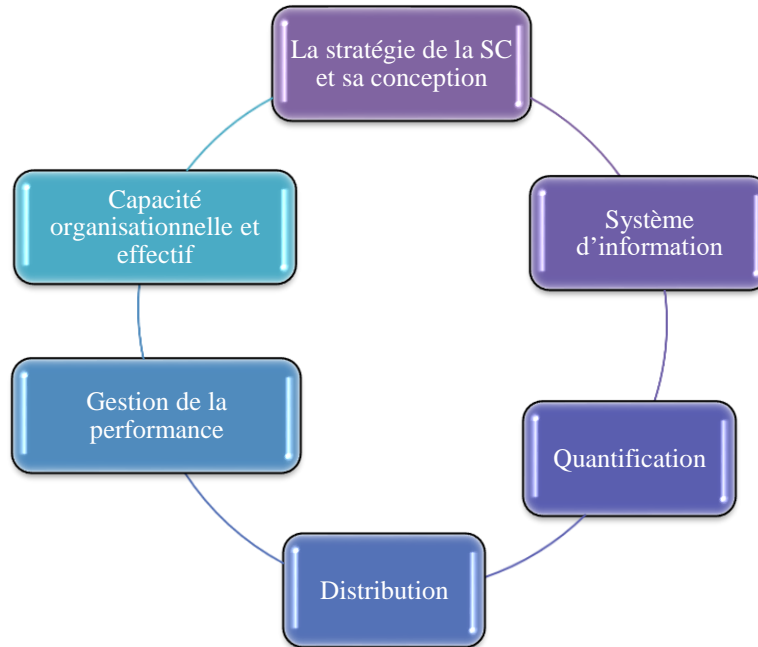 La stratégie de la SC
et sa conception
Système
d’information
Quantification
Distribution
Gestion de la
performance
Capacité
organisationnelle et
effectif